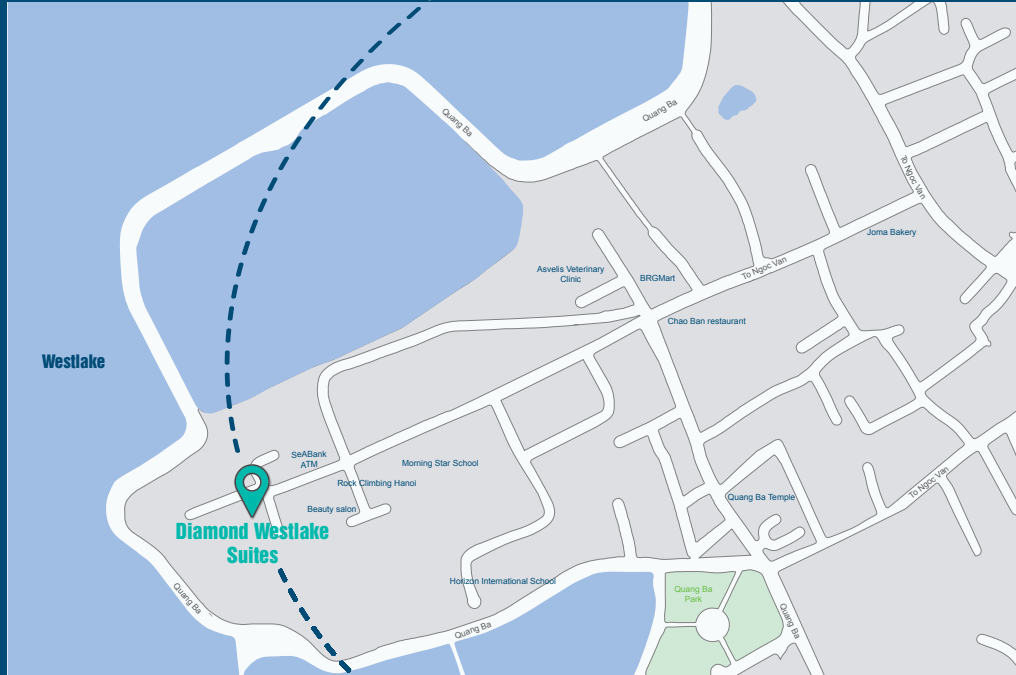 Quang Ba
Quang Ba
To Ngoc Van
Joma Bakery
Asvelis Veterinary
Clinic
BRGMart
To Ngoc Van
Chao Ban restaurant
Westlake
SeABank
ATM
Morning Star School
Rock Climbing Hanoi
Beauty salon
Quang Ba Temple
To Ngoc Van
Diamond Westlake
Suites
Horizon International School
Quang Ba
Park
Quang Ba
Quang Ba
Quang Ba